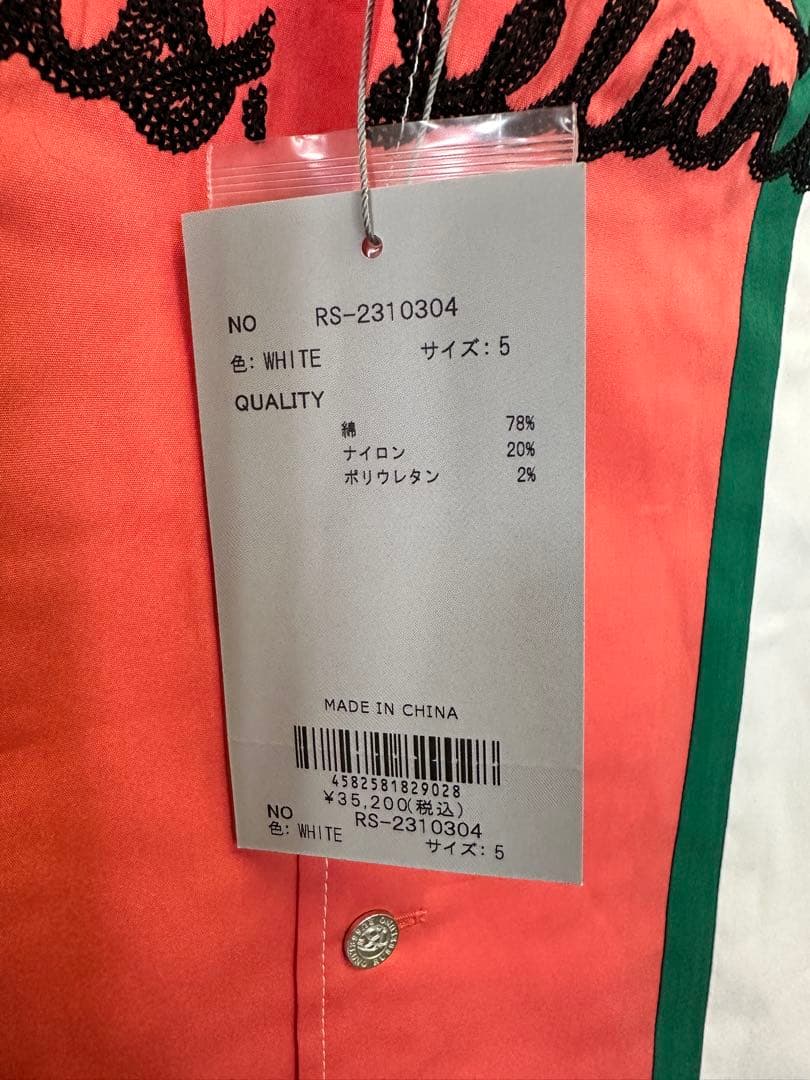 NO RS-2310304
色: WHITE サイズ: 5
QUALITY
綿 78%
ナイロン 20%
ポリウレタン 2%
MADE IN CHINA
4582581829028
¥35,200(税込)
NO RS-2310304
色: WHITE サイズ: 5